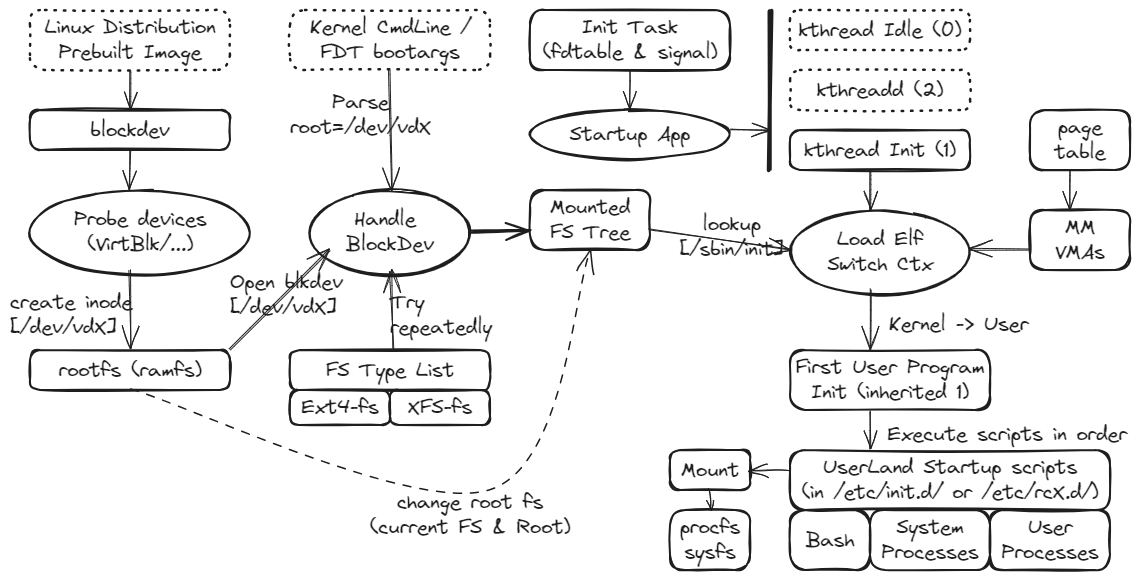 Linux Distribution
Prebuilt Image
blockdev
Probe devices
(VirtBlk/...)
create inode
[/dev/vdX]
rootfs (ramfs)
Kernel CmdLine /
FDT bootargs
Parse
root=/dev/vdX
Handle
BlockDev
Open blkdev
[/dev/vdX]
Try
repeatedly
FS Type List
Ext4-fs
XFS-fs
change root fs
(current FS & Root)
Init Task
(fdtable & signal)
Startup App
Mounted
FS Tree
lookup
[/sbin/init]
kthread Idle (0)
kthreadd (2)
kthread Init (1)
page
table
Load Elf
Switch Ctx
MM
VMAs
Kernel -> User
First User Program
Init (inherited 1)
Execute scripts in order
Mount
procfs
sysfs
UserLand Startup scripts
(in /etc/init.d/ or /etc/rcX.d/)
Bash
System
Processes
User
Processes